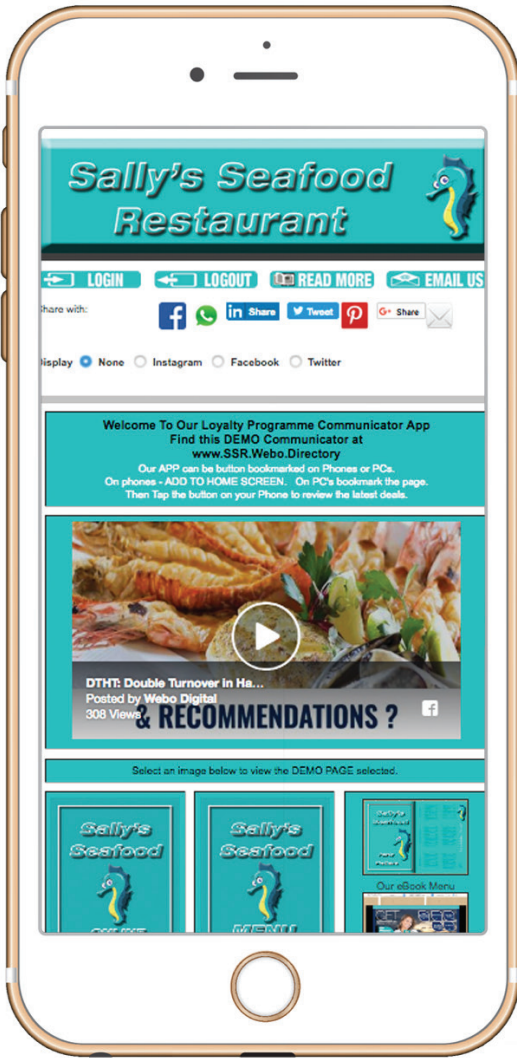 Sally's Seafood
Restaurant
LOGIN LOGOUT READ MORE EMAIL US
hare with:
in Share Tweet G+ Share
isplay None Instagram Facebook Twitter
Welcome To Our Loyalty Programme Communicator App
Find this DEMO Communicator at
www.SSR.Webo.Directory
Our APP can be button bookmarked on Phones or PCs.
On phones - ADD TO HOME SCREEN. On PC's bookmark the page.
Then Tap the button on your Phone to review the latest deals.
DTHT: Double Turnover in Ha...
Posted by Webo Digital
308 Views
& RECOMMENDATIONS ?
Select an image below to view the DEMO PAGE selected.
Sally's
Seafood
ONLINE
Sally's
Seafood
MENU
Our eBook Menu
GET